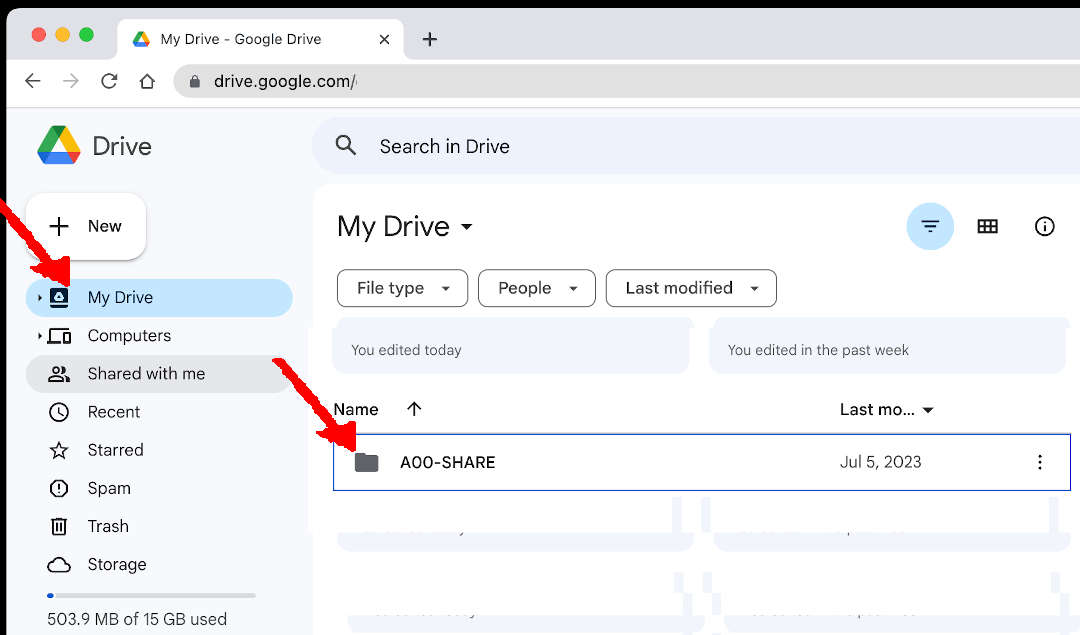 My Drive - Google Drive
drive.google.com/
Drive
Search in Drive
New
My Drive
File type
People
Last modified
My Drive
Computers
Shared with me
Recent
Starred
Spam
Trash
Storage
503.9 MB of 15 GB used
You edited today
You edited in the past week
Name
Last mo...
A00-SHARE
Jul 5, 2023